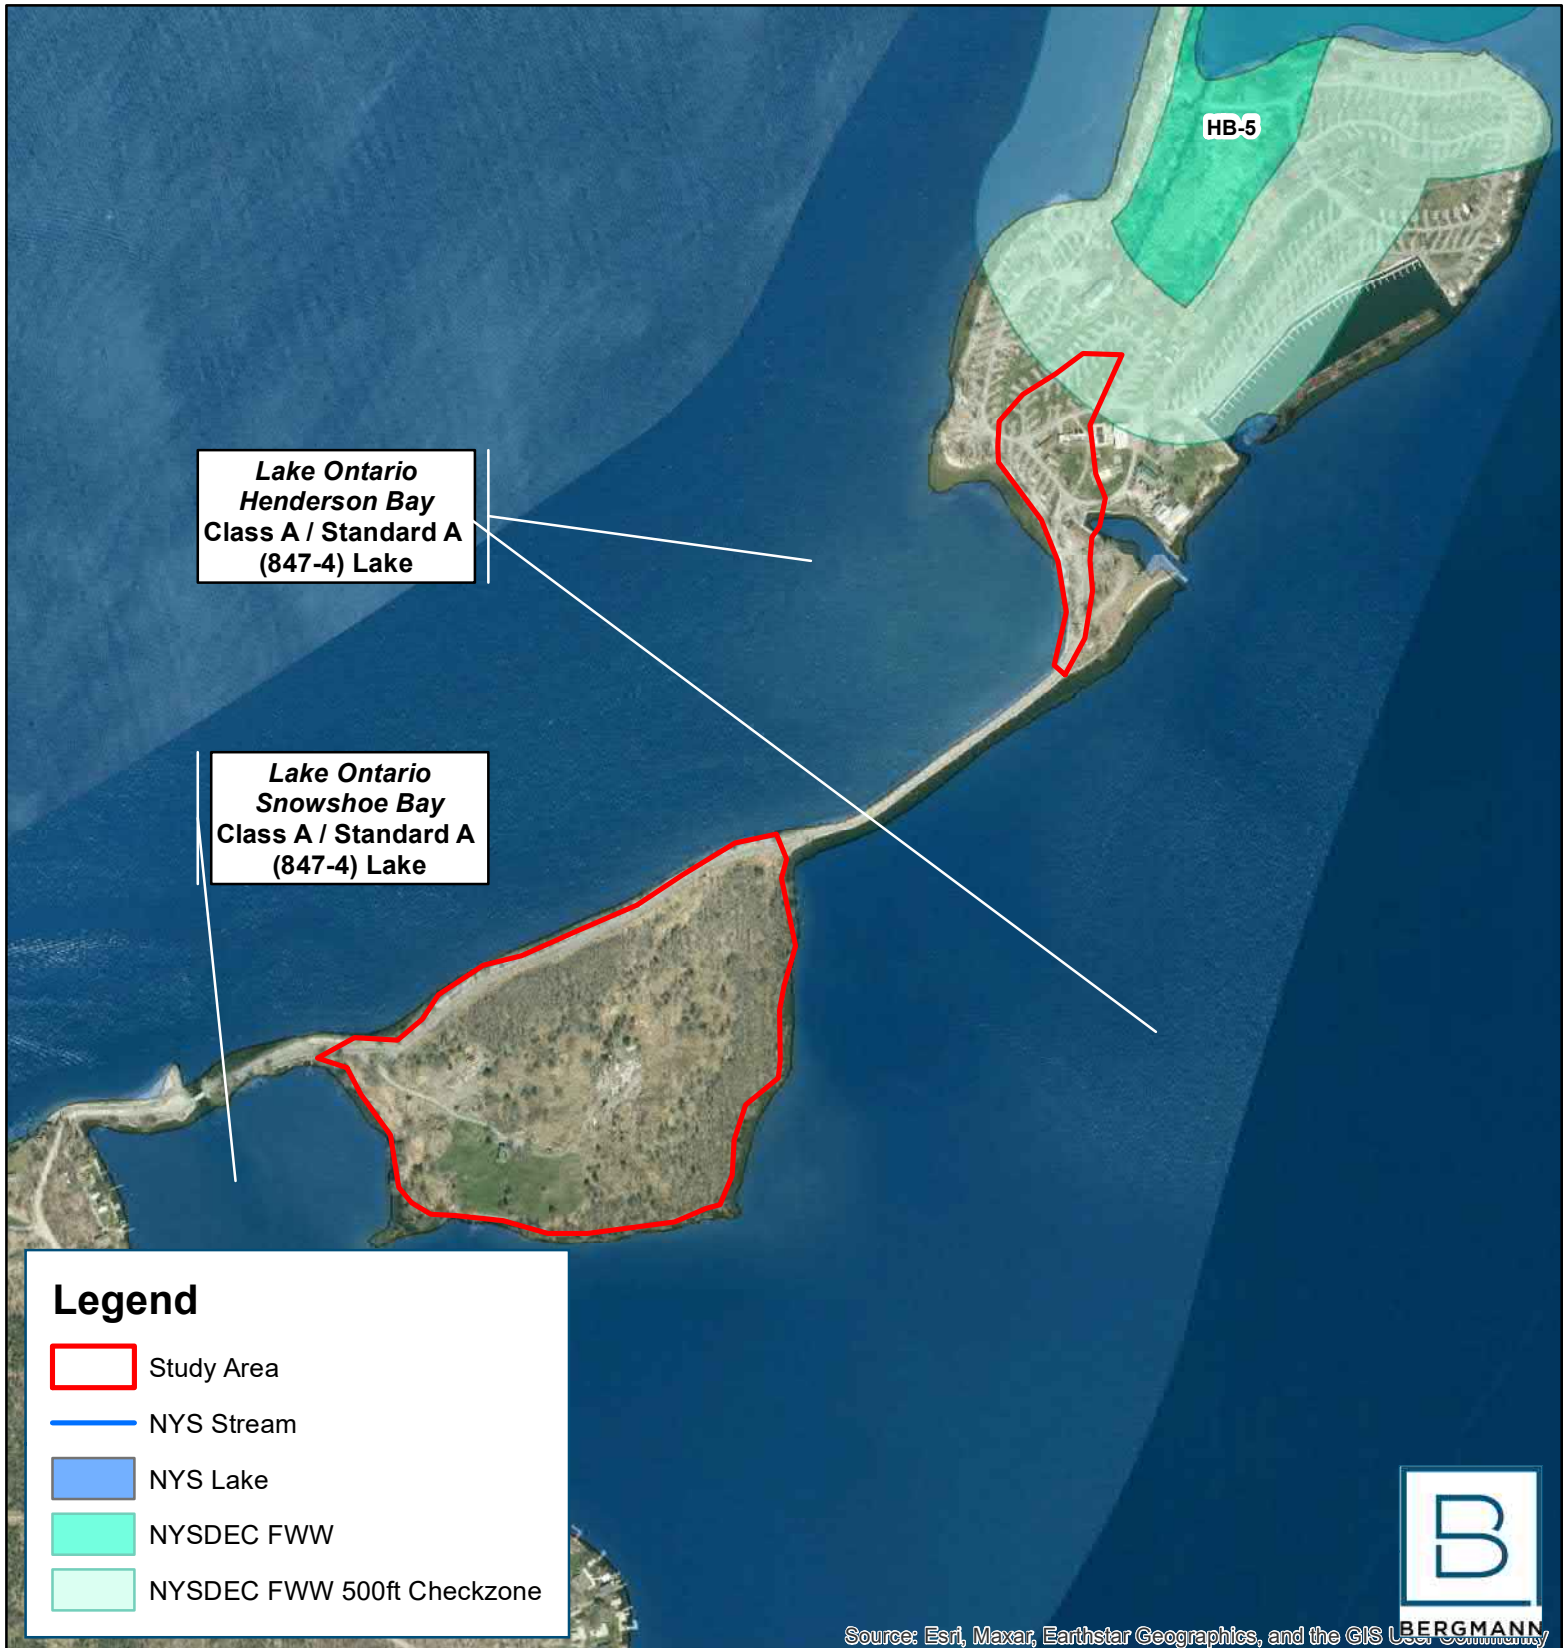 HB-5
Lake Ontario
Henderson Bay
Class A / Standard A
(847-4) Lake
Lake Ontario
Snowshoe Bay
Class A / Standard A
(847-4) Lake
Legend
Study Area
NYS Stream
NYS Lake
NYSDEC FWW
NYSDEC FWW 500ft Checkzone
B
BERGMANN
Source: Esri, Maxar, Earthstar Geographics, and the GIS User Community